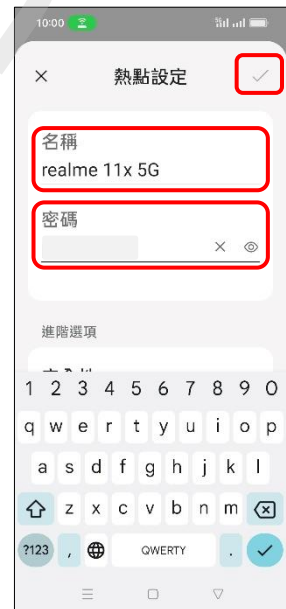 10:00
熱點設定
名稱
realme 11x 5G
密碼
進階選項
1 2 3 4 5 6 7 8 9 0
q w e r t y u i o p
a s d f g h j k l
z x c v b n m
?123 , QWERTY .